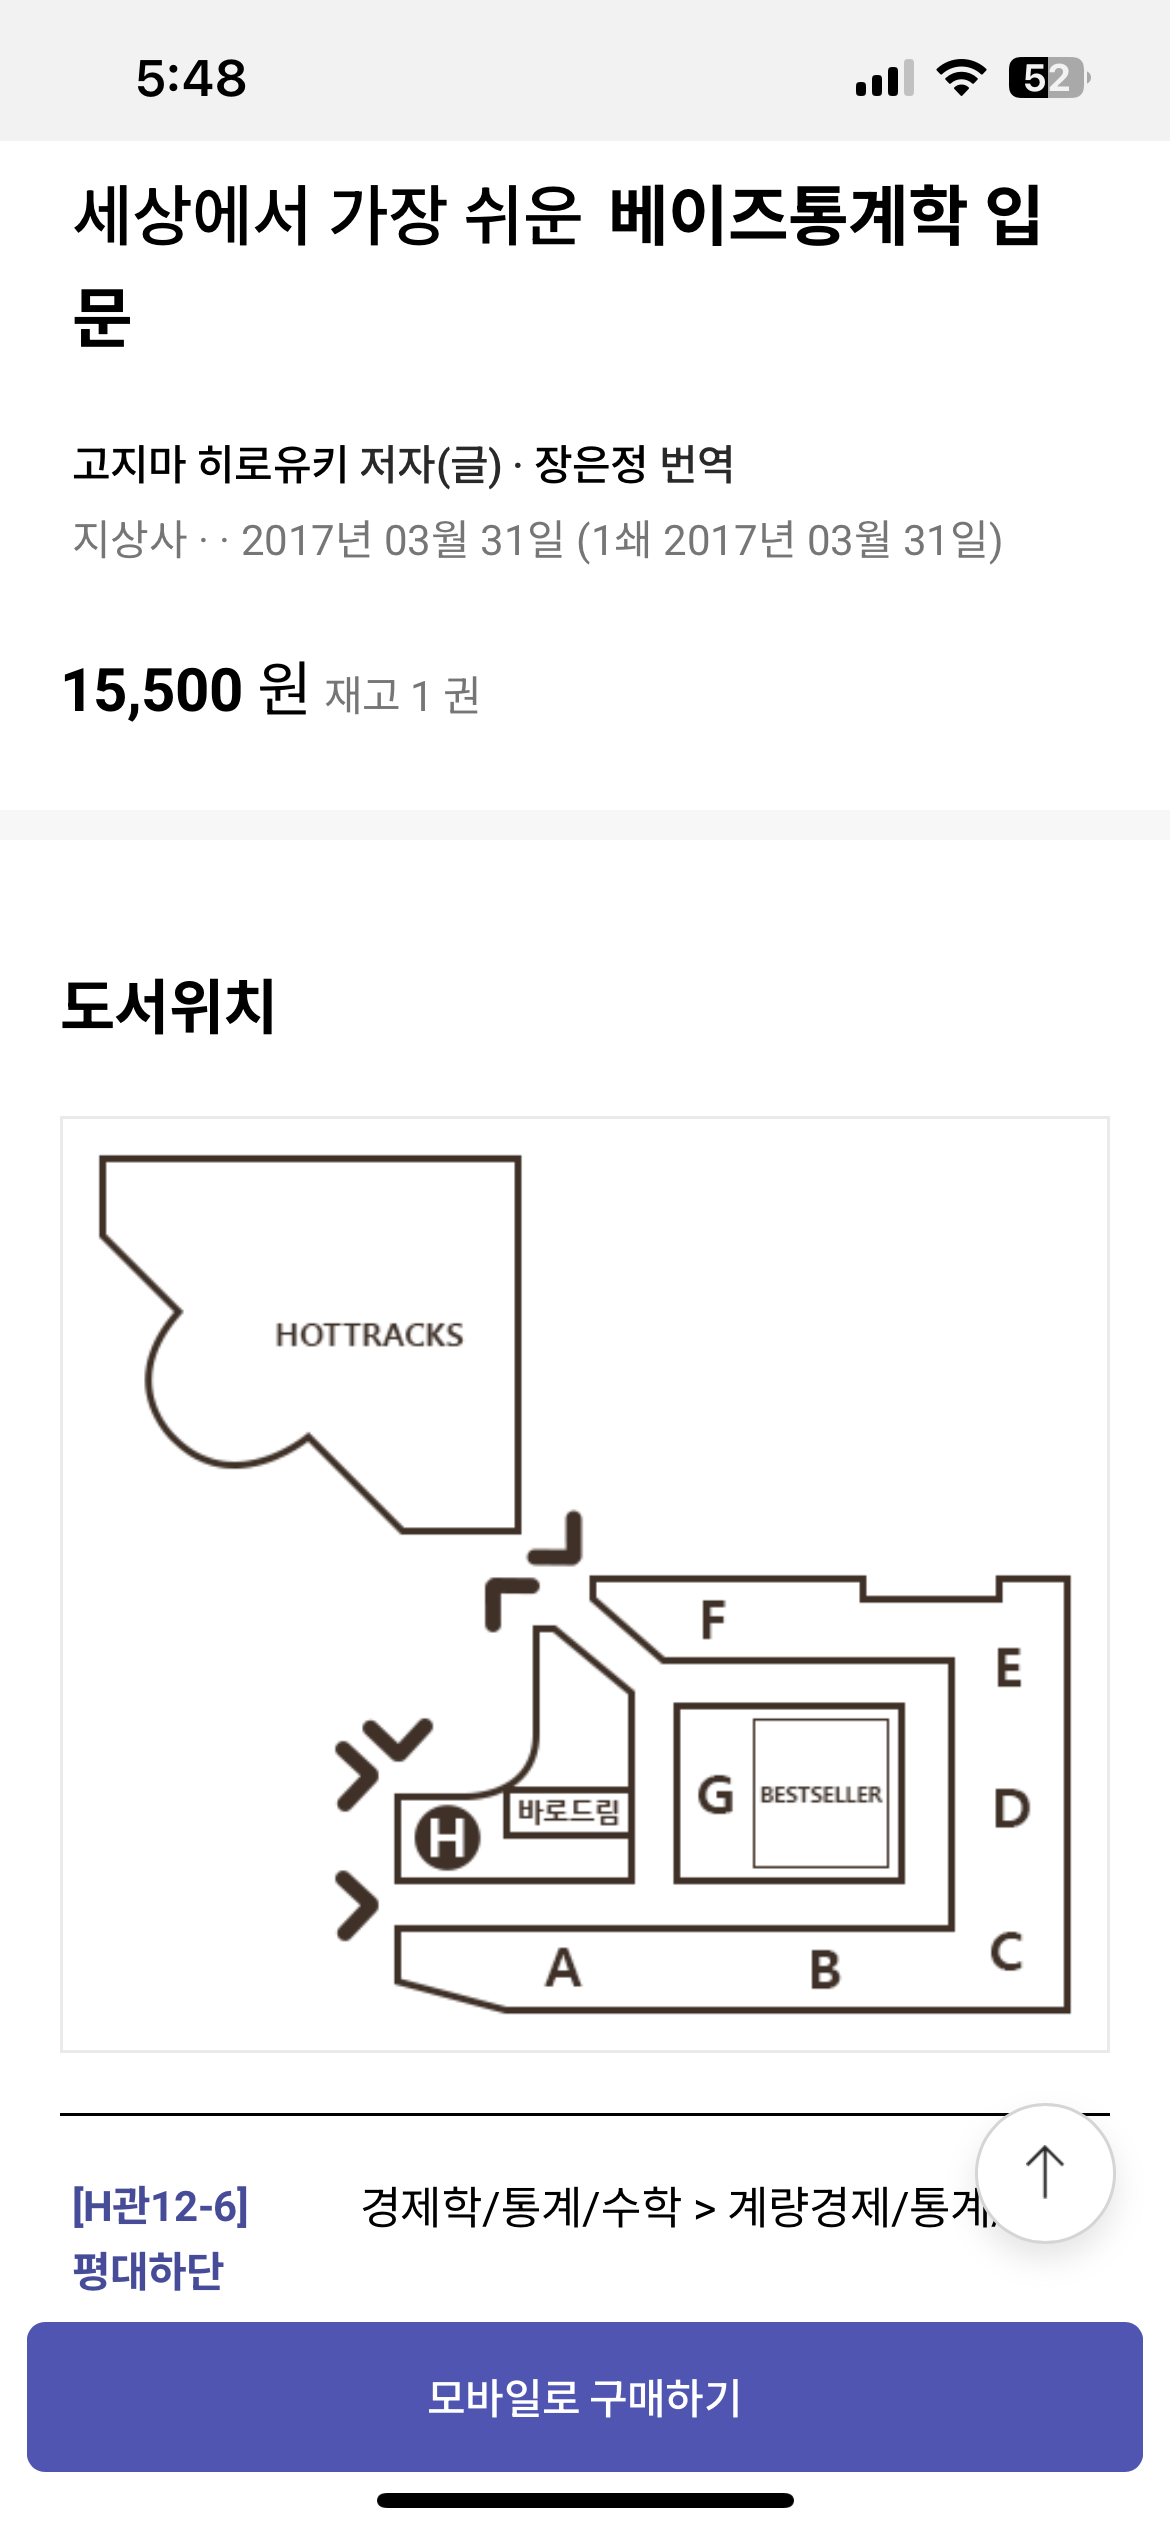 5:48
52
세상에서 가장 쉬운 베이즈통계학 입
문
고지마 히로유키 저자(글) · 장은정 번역
지상사 · · 2017년 03월 31일 (1쇄 2017년 03월 31일)
15,500 원 재고 1 권
도서위치
HOTTRACKS
F
E
G
BESTSELLER
D
바로드림
H
C
A
B
[H관12-6]
평대하단
경제학/통계/수학 > 계량경제/통계
모바일로 구매하기